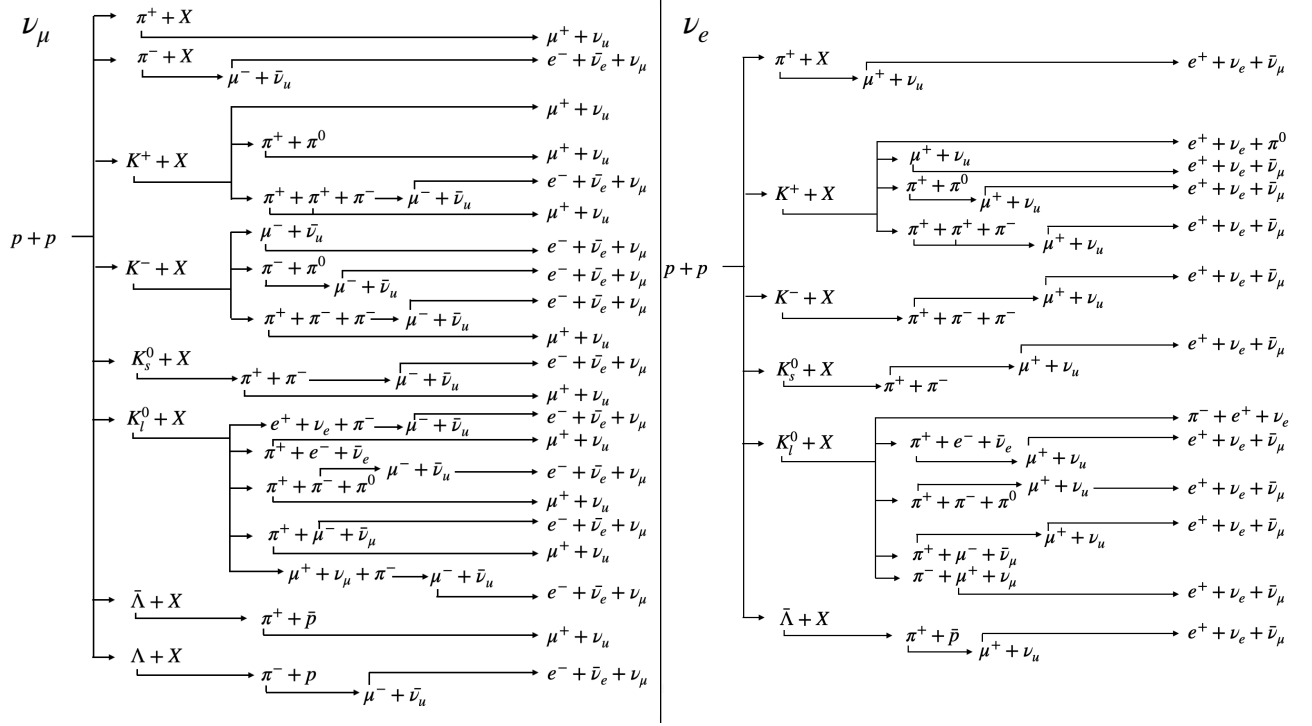 ν_μ
π⁺ + X
μ⁺ + ν_u
π⁻ + X
e⁻ + ν̄_e + ν_μ
μ⁻ + ν̄_u
μ⁺ + ν_u
π⁺ + π⁰
μ⁺ + ν_u
K⁺ + X
e⁻ + ν̄_e + ν_μ
π⁺ + π⁺ + π⁻
μ⁻ + ν̄_u
μ⁺ + ν_u
p + p
μ⁻ + ν̄_u
e⁻ + ν̄_e + ν̄_μ
K⁻ + X
π⁻ + π⁰
e⁻ + ν̄_e + ν̄_μ
μ⁻ + ν̄_u
e⁻ + ν̄_e + ν̄_μ
π⁺ + π⁻ + π⁻
μ⁻ + ν̄_u
μ⁺ + ν_u
K_s⁰ + X
e⁻ + ν̄_e + ν_μ
π⁺ + π⁻
μ⁻ + ν̄_u
μ⁺ + ν_u
K_l⁰ + X
e⁺ + ν_e + π⁻
μ⁻ + ν̄_u
e⁻ + ν̄_e + ν_μ
π⁺ + e⁻ + ν̄_e
μ⁺ + ν_u
μ⁻ + ν̄_u
e⁻ + ν̄_e + ν_μ
π⁺ + π⁻ + π⁰
μ⁺ + ν_u
e⁻ + ν̄_e + ν_μ
π⁺ + μ⁻ + ν̄_μ
μ⁺ + ν_u
μ⁺ + ν_μ + π⁻
μ⁻ + ν̄_u
e⁻ + ν̄_e + ν_μ
Λ̄ + X
π⁺ + p̄
μ⁺ + ν_u
Λ + X
π⁻ + p
e⁻ + ν̄_e + ν_μ
μ⁻ + ν̄_u
ν_e
π⁺ + X
e⁺ + ν_e + ν̄_μ
μ⁺ + ν_u
e⁺ + ν_e + π⁰
μ⁺ + ν_u
e⁺ + ν_e + ν̄_μ
K⁺ + X
π⁺ + π⁰
e⁺ + ν_e + ν̄_μ
μ⁺ + ν_u
π⁺ + π⁺ + π⁻
e⁺ + ν_e + ν̄_μ
μ⁺ + ν_u
p + p
e⁺ + ν_e + ν̄_μ
K⁻ + X
μ⁺ + ν_u
π⁺ + π⁻ + π⁻
e⁺ + ν_e + ν̄_μ
K_s⁰ + X
μ⁺ + ν_u
π⁺ + π⁻
π⁻ + e⁺ + ν_e
K_l⁰ + X
π⁺ + e⁻ + ν̄_e
e⁺ + ν_e + ν̄_μ
μ⁺ + ν_u
μ⁺ + ν_u
e⁺ + ν_e + ν̄_μ
π⁺ + π⁻ + π⁰
e⁺ + ν_e + ν̄_μ
μ⁺ + ν_u
π⁺ + μ⁻ + ν̄_μ
π⁻ + μ⁺ + ν_μ
e⁺ + ν_e + ν̄_μ
Λ̄ + X
π⁺ + p̄
e⁺ + ν_e + ν̄_μ
μ⁺ + ν_u